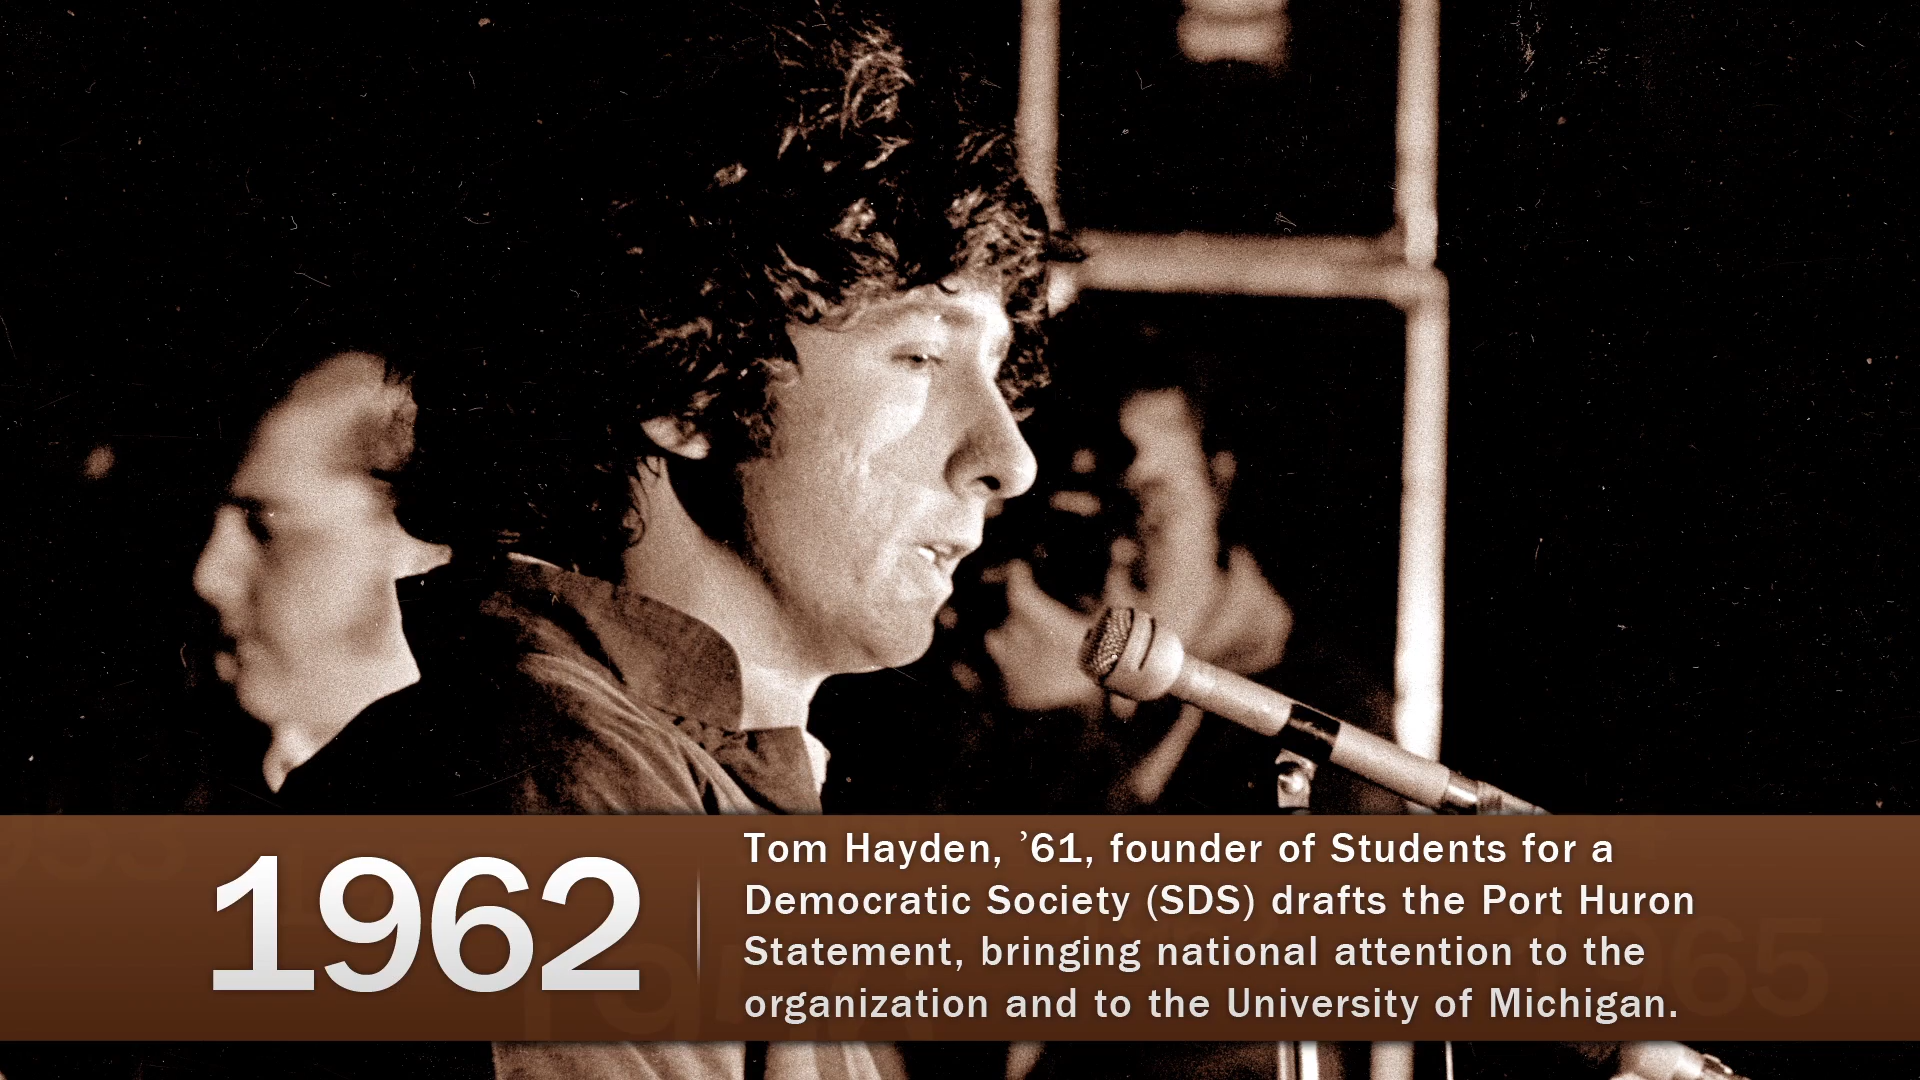 1962
Tom Hayden, ’61, founder of Students for a
Democratic Society (SDS) drafts the Port Huron
Statement, bringing national attention to the
organization and to the University of Michigan.